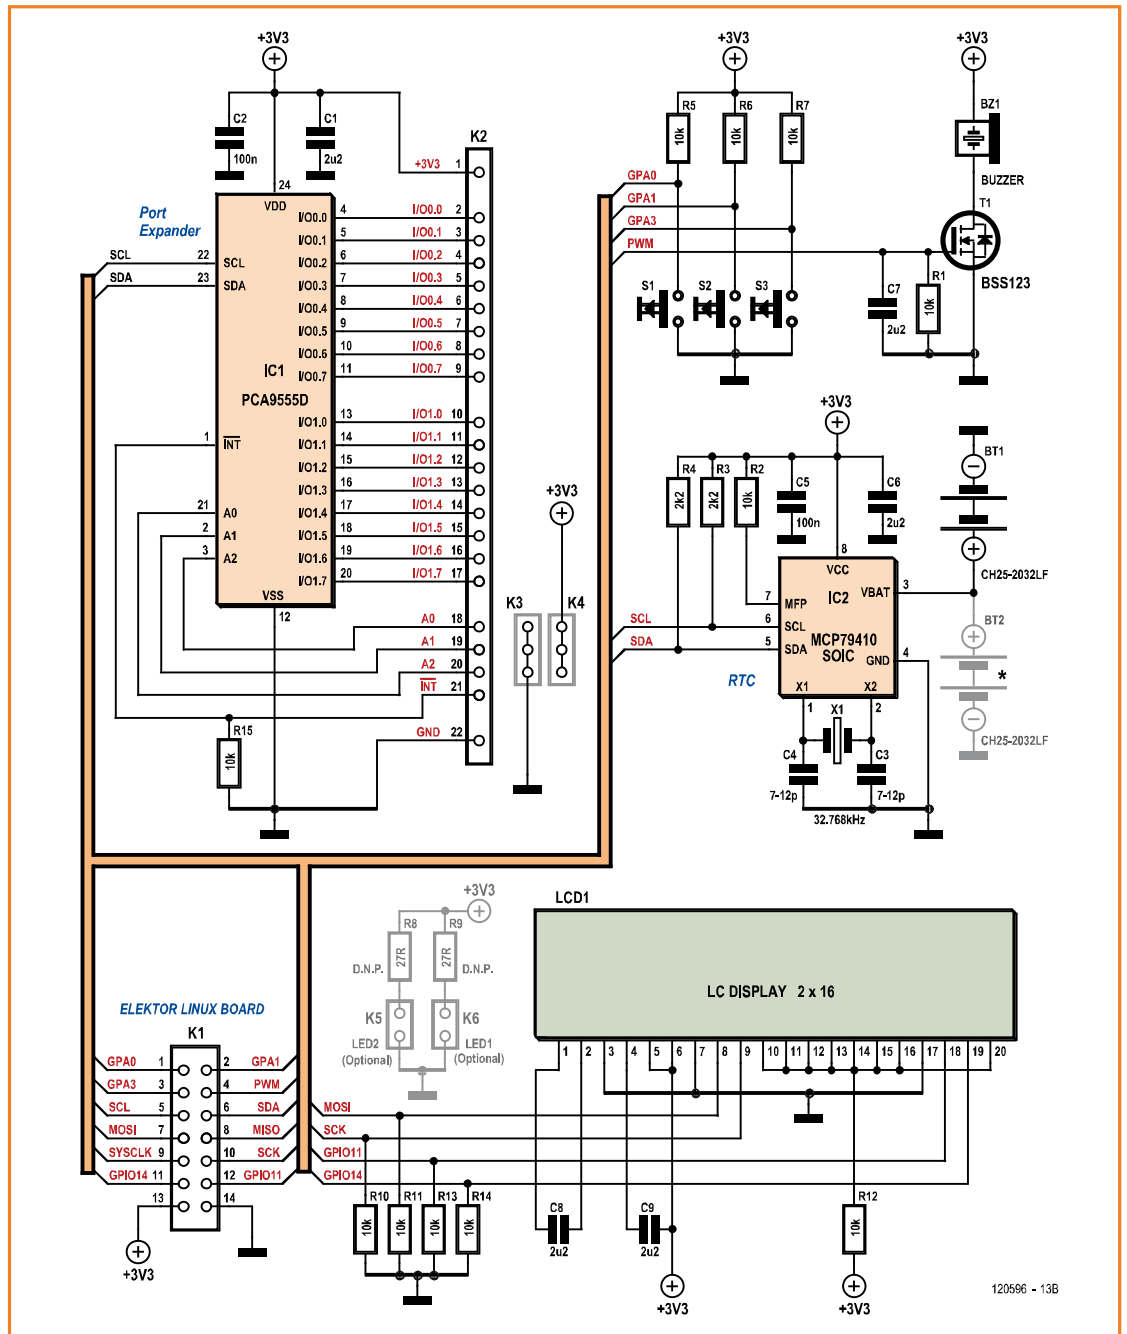 +3V3
+3V3
+3V3
C2
100n
C1
2u2
K2
+3V3 1
24
VDD
Port
Expander
SCL 22 SCL
SDA 23 SDA
I/O0.0 4 I/O0.0 2
I/O0.1 5 I/O0.1 3
I/O0.2 6 I/O0.2 4
I/O0.3 7 I/O0.3 5
I/O0.4 8 I/O0.4 6
I/O0.5 9 I/O0.5 7
I/O0.6 10 I/O0.6 8
I/O0.7 11 I/O0.7 9
IC1
PCA9555D
I/O1.0 13 I/O1.0 10
1 INT
I/O1.1 14 I/O1.1 11
I/O1.2 15 I/O1.2 12
I/O1.3 16 I/O1.3 13
21 A0
I/O1.4 17 I/O1.4 14
2 A1
I/O1.5 18 I/O1.5 15
3 A2
I/O1.6 19 I/O1.6 16
I/O1.7 20 I/O1.7 17
VSS
12
A0 18
A1 19
A2 20
INT 21
GND 22
R15
10k
+3V3
K3
K4
R5
10k
R6
10k
R7
10k
GPA0
GPA1
GPA3
PWM
S1
S2
S3
BZ1
BUZZER
T1
BSS123
C7
2u2
R1
10k
+3V3
R4
2k2
R3
2k2
R2
10k
C5
100n
C6
2u2
8
VCC
IC2
MCP79410
SOIC
7 MFP
SCL 6 SCL
SDA 5 SDA
VBAT 3
GND 4
X1
X2
1
2
RTC
X1
C4
7-12p
C3
7-12p
32.768kHz
BT1
CH25-2032LF
BT2
*
CH25-2032LF
+3V3
R8
27R
D.N.P.
R9
27R
D.N.P.
K5
LED2
(Optional)
K6
LED1
(Optional)
LCD1
LC DISPLAY 2 x 16
1 2 3 4 5 6 7 8 9 10 11 12 13 14 15 16 17 18 19 20
ELEKTOR LINUX BOARD
K1
GPA0 1 2 GPA1
GPA3 3 4 PWM
SCL 5 6 SDA
MOSI 7 8 MISO
SYSCLK 9 10 SCK
GPIO14 11 12 GPIO11
13 14
+3V3
MOSI
SCK
GPIO11
GPIO14
R10
10k
R11
10k
R13
10k
R14
10k
C8
2u2
C9
2u2
+3V3
R12
10k
+3V3
120596 - 13B